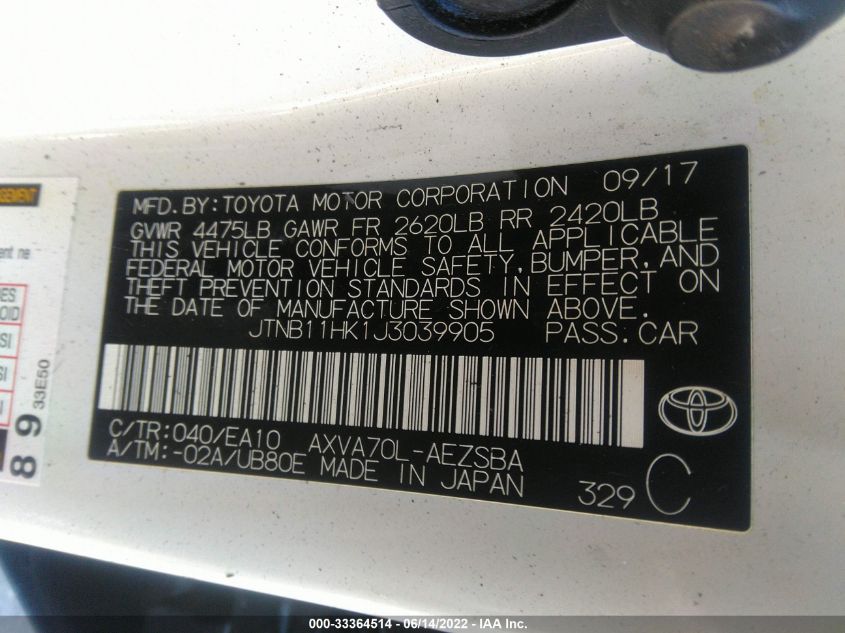 MFD.BY:TOYOTA MOTOR CORPORATION 09/17
GVWR 4475LB GAWR FR 2620LB RR 2420LB
THIS VEHICLE CONFORMS TO ALL APPLICABLE
FEDERAL MOTOR VEHICLE SAFETY,BUMPER,AND
THEFT PREVENTION STANDARDS IN EFFECT ON
THE DATE OF MANUFACTURE SHOWN ABOVE.
JTNB11HK1J3039905 PASS.CAR
C/TR:040/EA10 AXVA70L-AEZSBA
A/TM:-02A/UB80E MADE IN JAPAN
329 C
89
33E50
000-33364514 - 06/14/2022 - IAA Inc.